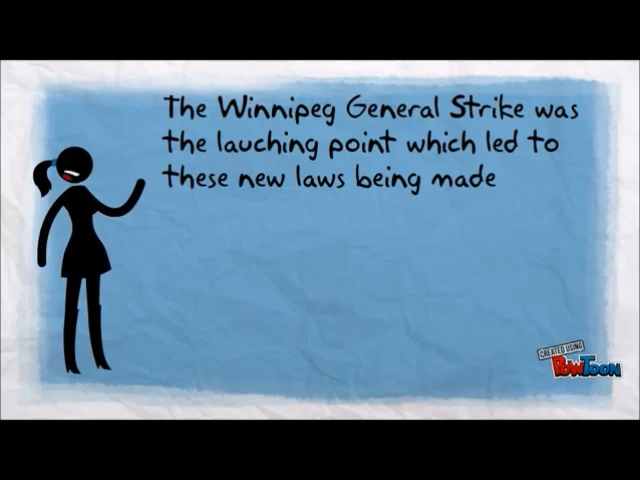 The Winnipeg General Strike was
the lauching point which led to
these new laws being made
CREATED USING
POWTOON